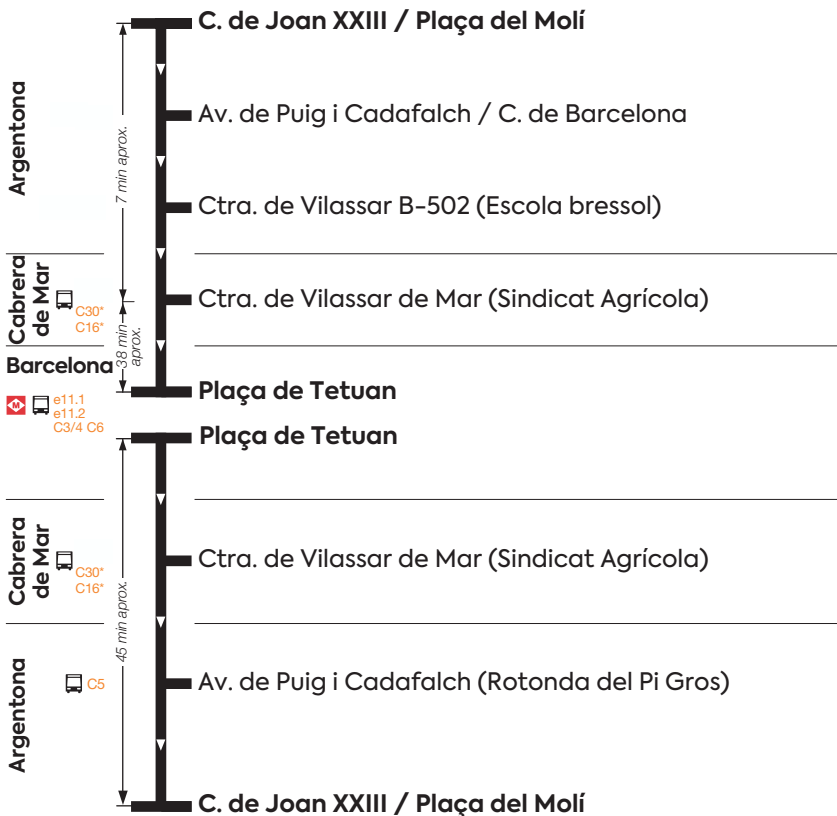 C. de Joan XXIII / Plaça del Molí
Argentona
7 min aprox.
Av. de Puig i Cadafalch / C. de Barcelona
Ctra. de Vilassar B-502 (Escola bressol)
Cabrera
de Mar
C30*
C16*
Ctra. de Vilassar de Mar (Sindicat Agrícola)
38 min
aprox.
Barcelona
M
e11.1
e11.2
C3/4 C6
Plaça de Tetuan
Plaça de Tetuan
45 min aprox.
Cabrera
de Mar
C30*
C16*
Ctra. de Vilassar de Mar (Sindicat Agrícola)
Argentona
C5
Av. de Puig i Cadafalch (Rotonda del Pi Gros)
C. de Joan XXIII / Plaça del Molí